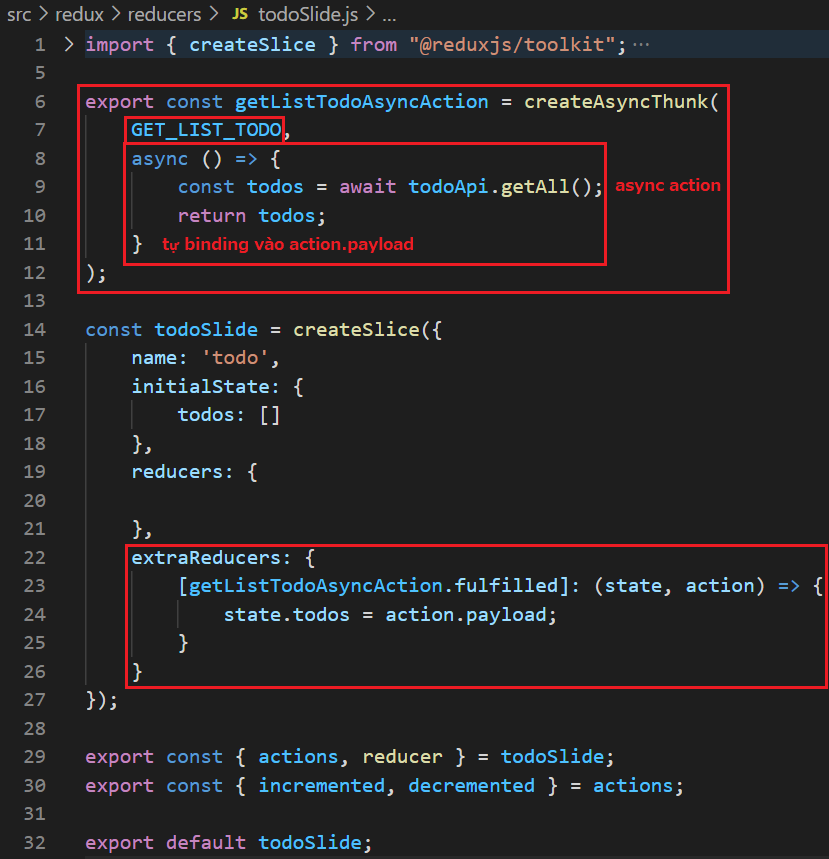 src > redux > reducers > JS todoSlide.js > ...
1 > import { createSlice } from "@reduxjs/toolkit"; ...
5
6 export const getListTodoAsyncAction = createAsyncThunk(
7     GET_LIST_TODO,
8     async () => {
9         const todos = await todoApi.getAll(); async action
10         return todos;
11     } tự binding vào action.payload
12 );
13
14 const todoSlide = createSlice({
15     name: 'todo',
16     initialState: {
17         todos: []
18     },
19     reducers: {
20
21     },
22     extraReducers: {
23         [getListTodoAsyncAction.fulfilled]: (state, action) => {
24             state.todos = action.payload;
25         }
26     }
27 });
28
29 export const { actions, reducer } = todoSlide;
30 export const { incremented, decremented } = actions;
31
32 export default todoSlide;